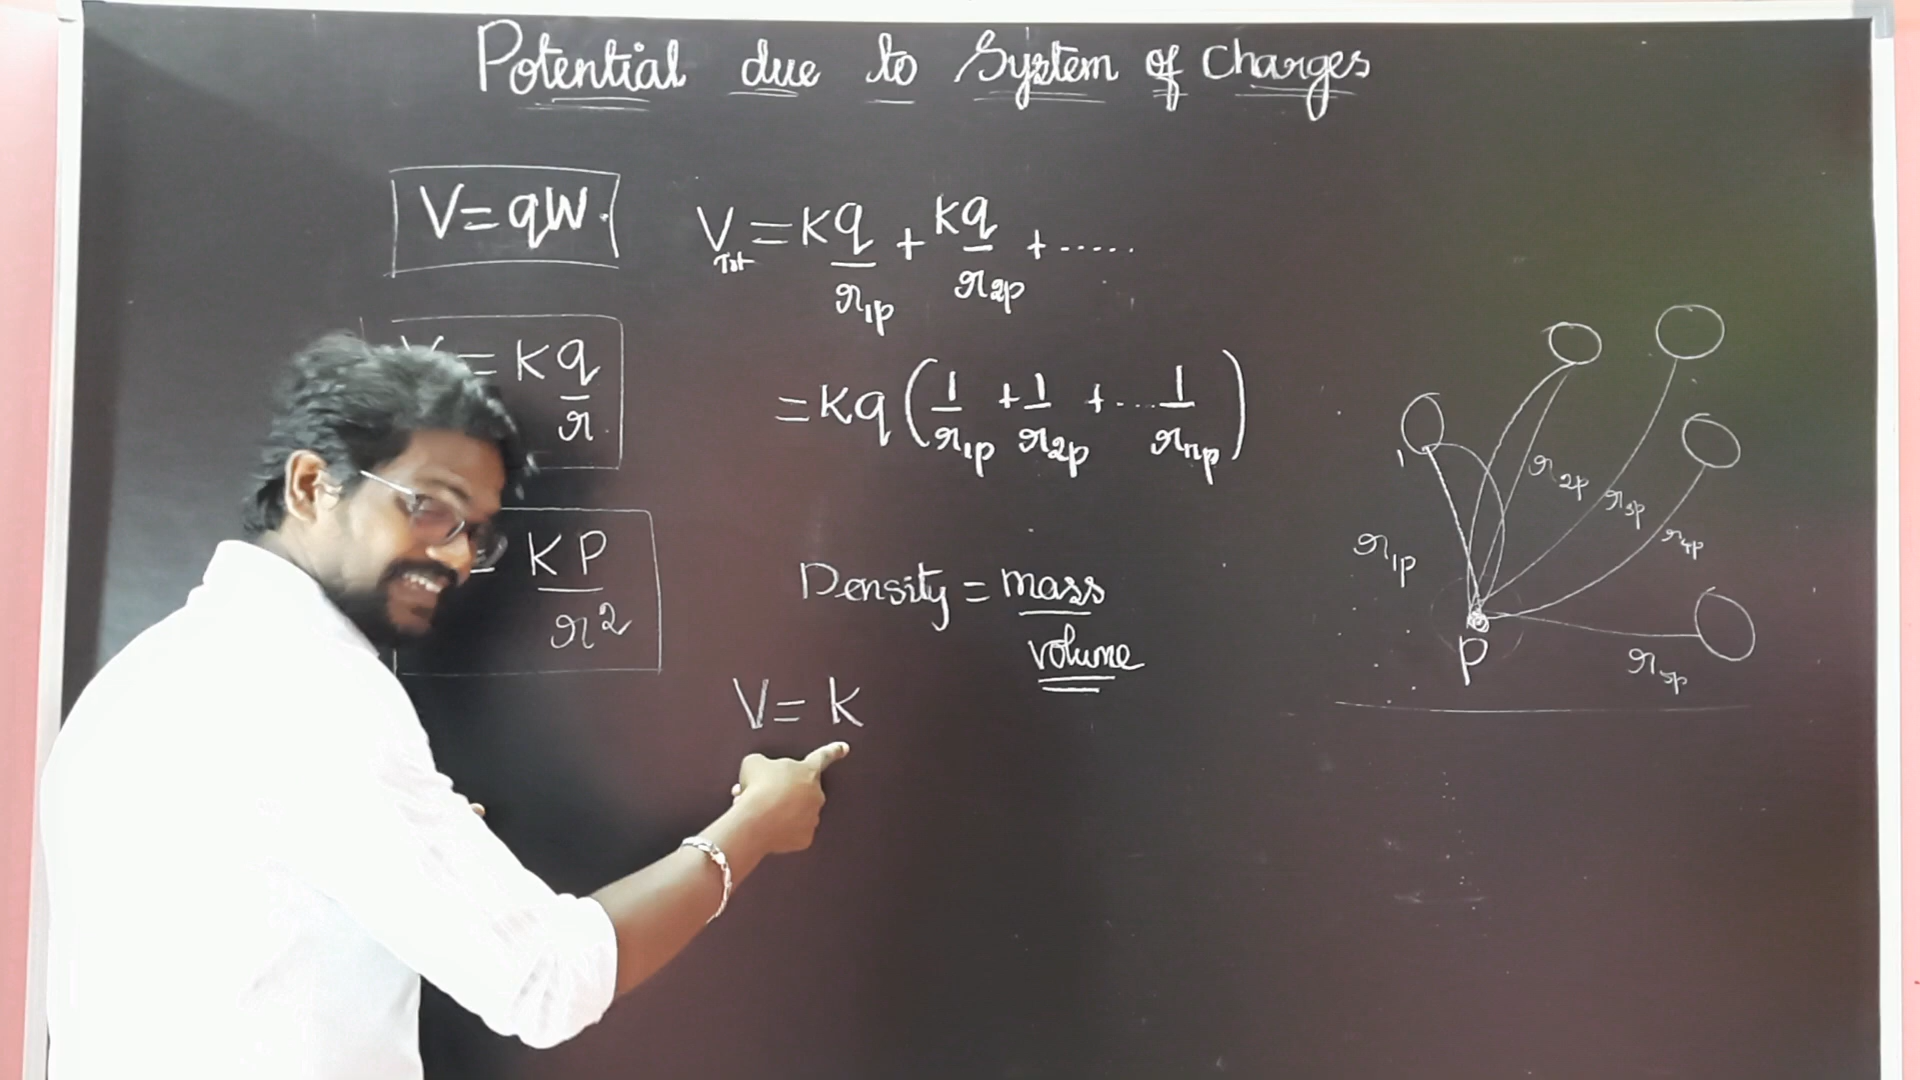 Potential due to System of Charges
V = qW.
V_Tot = Kq/r_1p + Kq/r_2p + .....
= Kq/r
= Kq (1/r_1p + 1/r_2p + ... 1/r_np)
= KP/r²
Density = mass/volume
V = k
1
r_1p
r_2p
r_3p
r_4p
r_5p
P